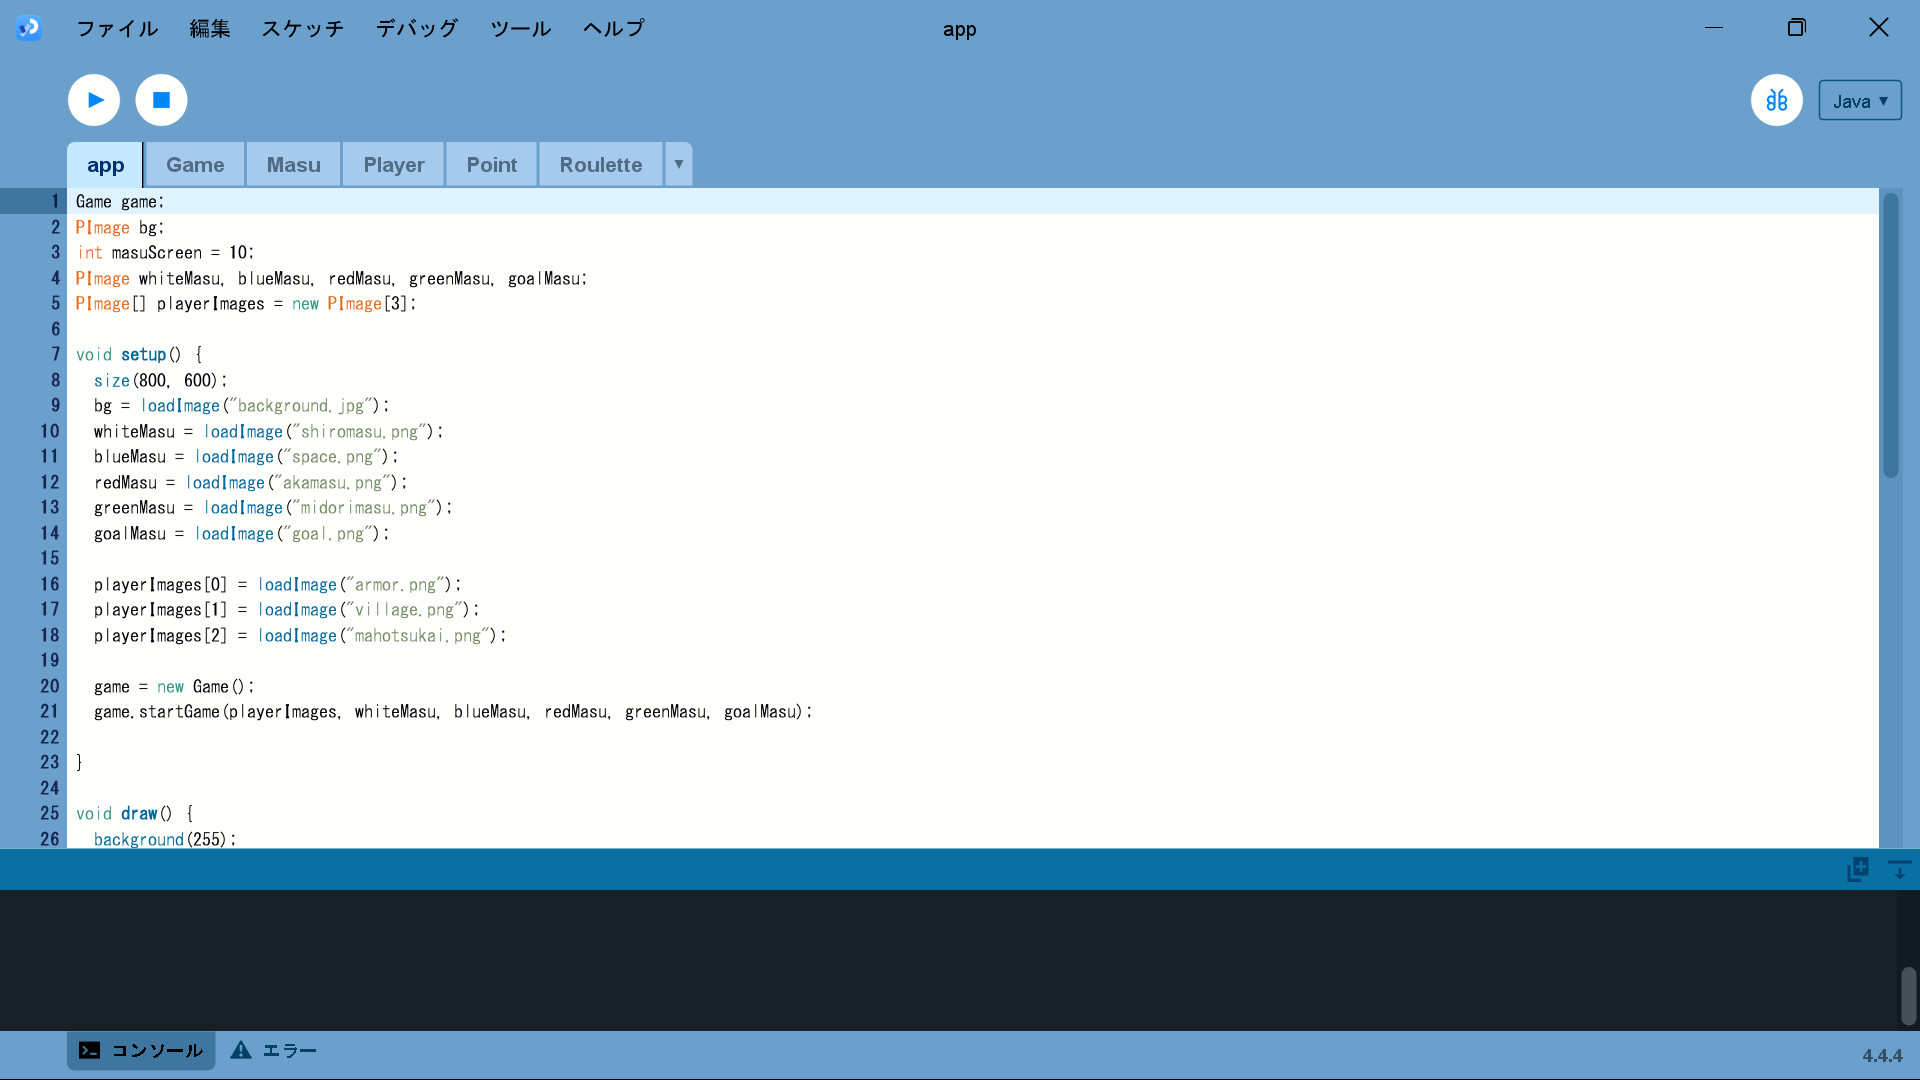 ファイル 編集 スケッチ デバッグ ツール ヘルプ app
Java ▼
app Game Masu Player Point Roulette ▼
1 Game game;
2 PImage bg;
3 int masuScreen = 10;
4 PImage whiteMasu, blueMasu, redMasu, greenMasu, goalMasu;
5 PImage[] playerImages = new PImage[3];
6
7 void setup() {
8   size(800, 600);
9   bg = loadImage("background.jpg");
10   whiteMasu = loadImage("shiromasu.png");
11   blueMasu = loadImage("space.png");
12   redMasu = loadImage("akamasu.png");
13   greenMasu = loadImage("midorimasu.png");
14   goalMasu = loadImage("goal.png");
15
16   playerImages[0] = loadImage("armor.png");
17   playerImages[1] = loadImage("village.png");
18   playerImages[2] = loadImage("mahotsukai.png");
19
20   game = new Game();
21   game.startGame(playerImages, whiteMasu, blueMasu, redMasu, greenMasu, goalMasu);
22
23 }
24
25 void draw() {
26   background(255);
コンソール エラー
4.4.4